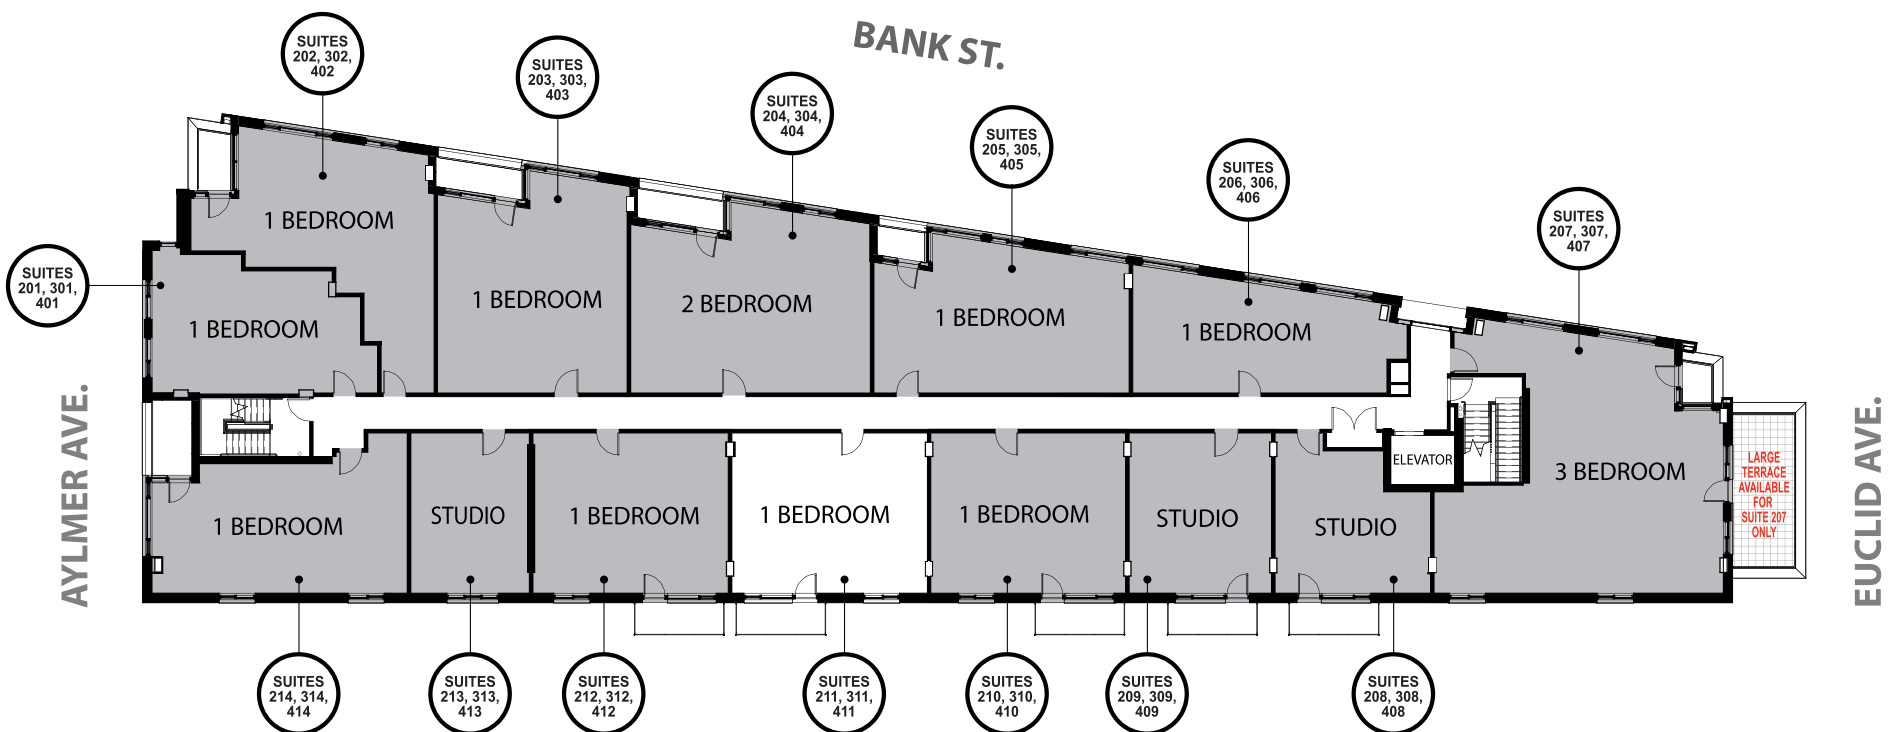 BANK ST.
SUITES
202, 302,
402
SUITES
203, 303,
403
SUITES
204, 304,
404
SUITES
205, 305,
405
SUITES
206, 306,
406
SUITES
207, 307,
407
SUITES
201, 301,
401
1 BEDROOM
1 BEDROOM
1 BEDROOM
2 BEDROOM
1 BEDROOM
1 BEDROOM
AYLMER AVE.
EUCLID AVE.
ELEVATOR
3 BEDROOM
LARGE
TERRACE
AVAILABLE
FOR
SUITE 207
ONLY
1 BEDROOM
STUDIO
1 BEDROOM
1 BEDROOM
1 BEDROOM
STUDIO
STUDIO
SUITES
214, 314,
414
SUITES
213, 313,
413
SUITES
212, 312,
412
SUITES
211, 311,
411
SUITES
210, 310,
410
SUITES
209, 309,
409
SUITES
208, 308,
408